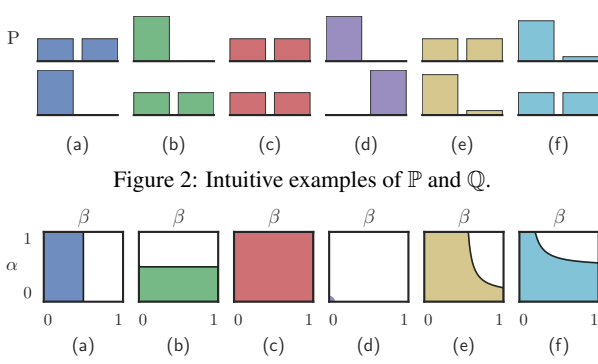 P
(a) (b) (c) (d) (e) (f)
Figure 2: Intuitive examples of ℙ and ℚ.
β β β β β β
1
α
0
0 1 0 1 0 1 0 1 0 1 0 1
(a) (b) (c) (d) (e) (f)